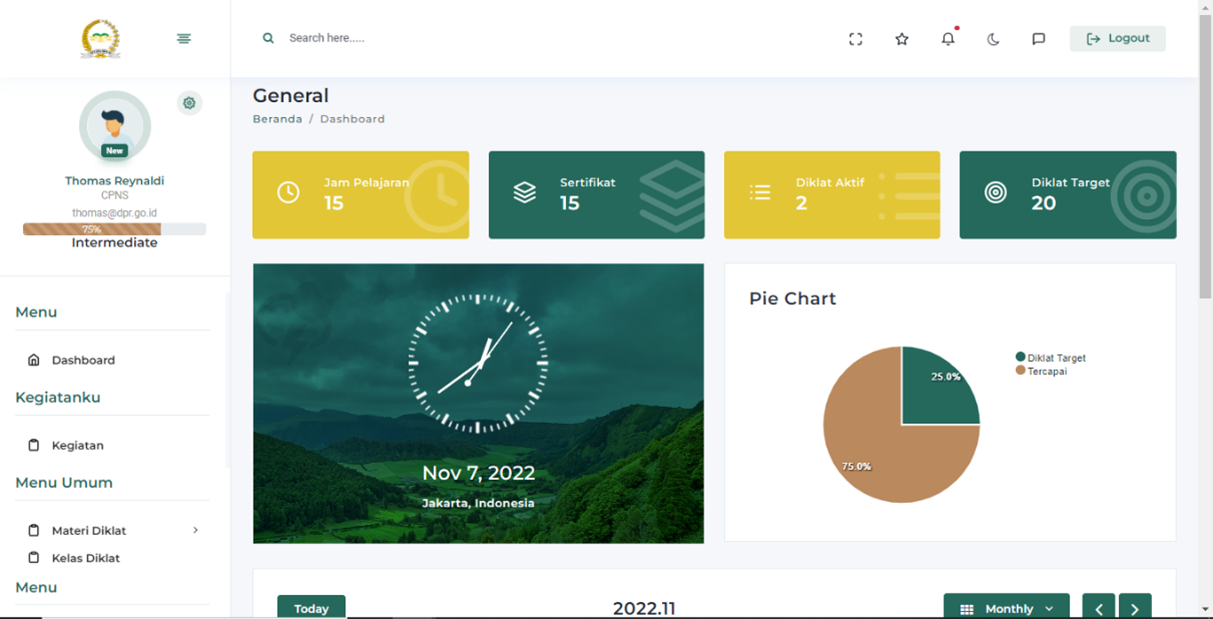 Search here.....
Logout
New
Thomas Reynaldi
CPNS
thomas@dpr.go.id
75%
Intermediate
Menu
Dashboard
Kegiatanku
Kegiatan
Menu Umum
Materi Diklat
Kelas Diklat
Menu
General
Beranda / Dashboard
Jam Pelajaran
15
Sertifikat
15
Diklat Aktif
2
Diklat Target
20
Nov 7, 2022
Jakarta, Indonesia
Pie Chart
25.0%
75.0%
Diklat Target
Tercapai
Today
2022.11
Monthly